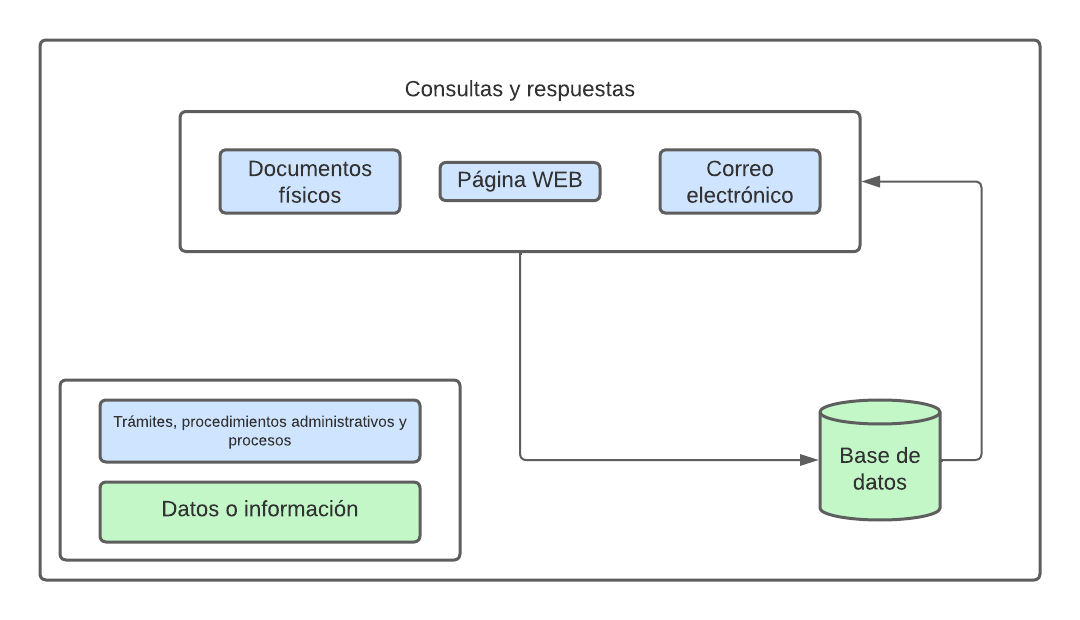 Consultas y respuestas
Documentos
físicos
Página WEB
Correo
electrónico
Trámites, procedimientos administrativos y
procesos
Datos o información
Base de
datos